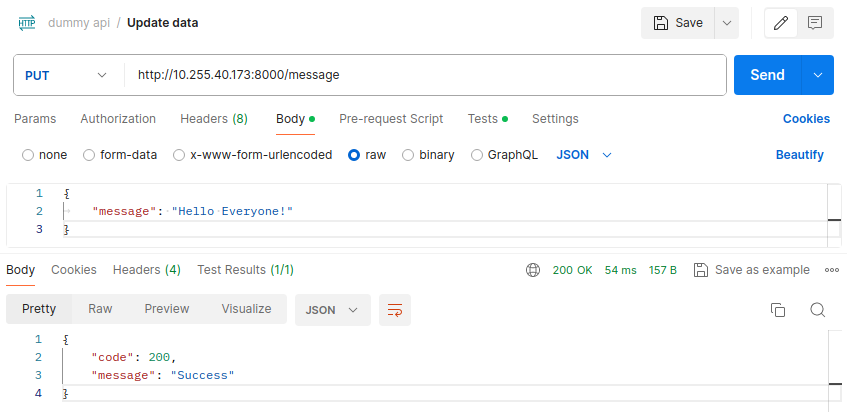 HTTP dummy api / Update data Save
PUT http://10.255.40.173:8000/message Send
Params Authorization Headers (8) Body Pre-request Script Tests Settings Cookies
none form-data x-www-form-urlencoded raw binary GraphQL JSON Beautify
1 {
2 "message": "Hello Everyone!"
3 }
Body Cookies Headers (4) Test Results (1/1) 200 OK 54 ms 157 B Save as example
Pretty Raw Preview Visualize JSON
1 {
2 "code": 200,
3 "message": "Success"
4 }